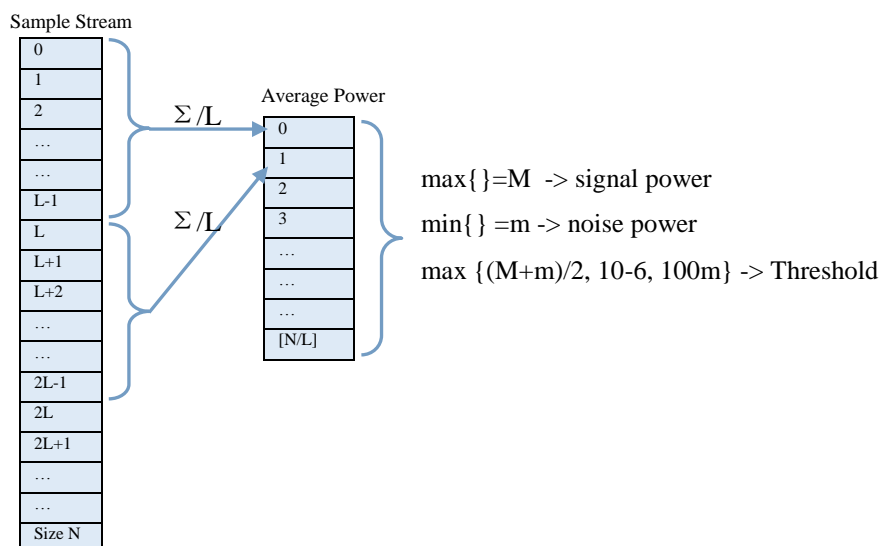 Sample Stream
0
1
2
…
…
L-1
L
L+1
L+2
…
…
2L-1
2L
2L+1
…
…
Size N
Σ/L
Σ/L
Average Power
0
1
2
3
…
…
…
[N/L]
max{}=M -> signal power
min{} =m -> noise power
max {(M+m)/2, 10-6, 100m} -> Threshold